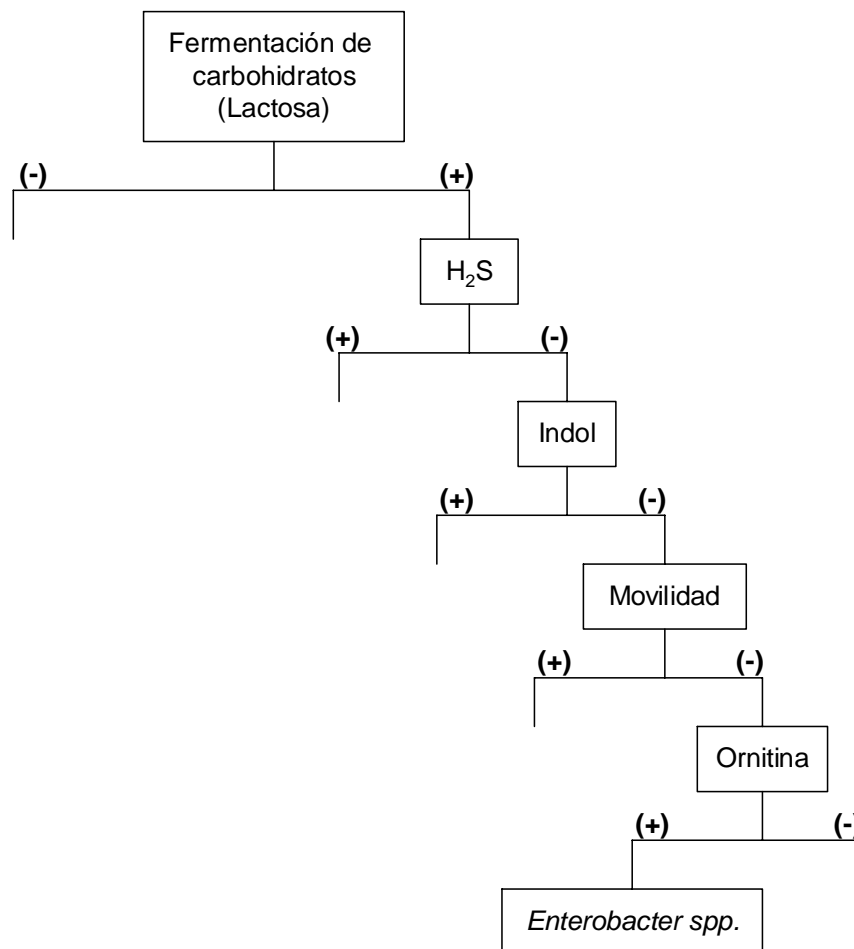 Fermentación de
carbohidratos
(Lactosa)
(-) (+)
H₂S
(+) (-)
Indol
(+) (-)
Movilidad
(+) (-)
Ornitina
(+) (-)
Enterobacter spp.